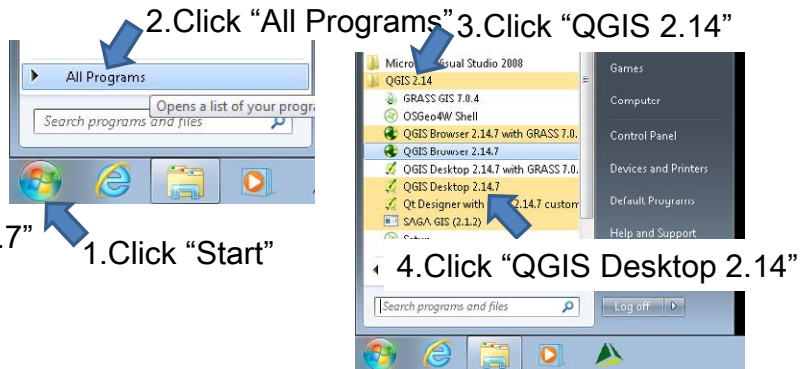 2.Click “All Programs”
3.Click “QGIS 2.14”
All Programs
Opens a list of your progra
Search programs and files
.7”
1.Click “Start”
Visual Studio 2008
QGIS 2.14
GRASS GIS 7.0.4
OSGeo4W Shell
QGIS Browser 2.14.7 with GRASS 7.0.
QGIS Browser 2.14.7
QGIS Desktop 2.14.7 with GRASS 7.0.
QGIS Desktop 2.14.7
Qt Designer with 2.14.7 custom
SAGA GIS (2.1.2)
Games
Computer
Control Panel
Devices and Printers
Default Programs
Help and Support
4.Click “QGIS Desktop 2.14”
Search programs and files
Log off